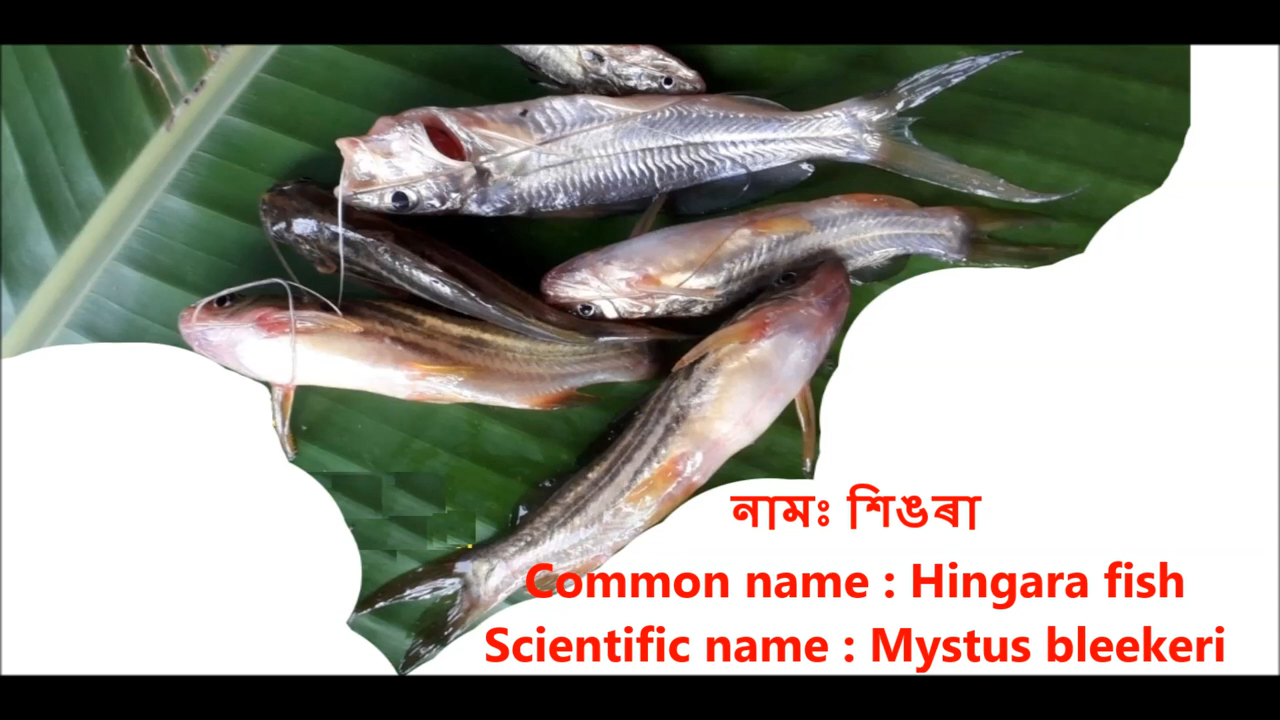 নামঃ শিঙৰা
Common name : Hingara fish
Scientific name : Mystus bleekeri